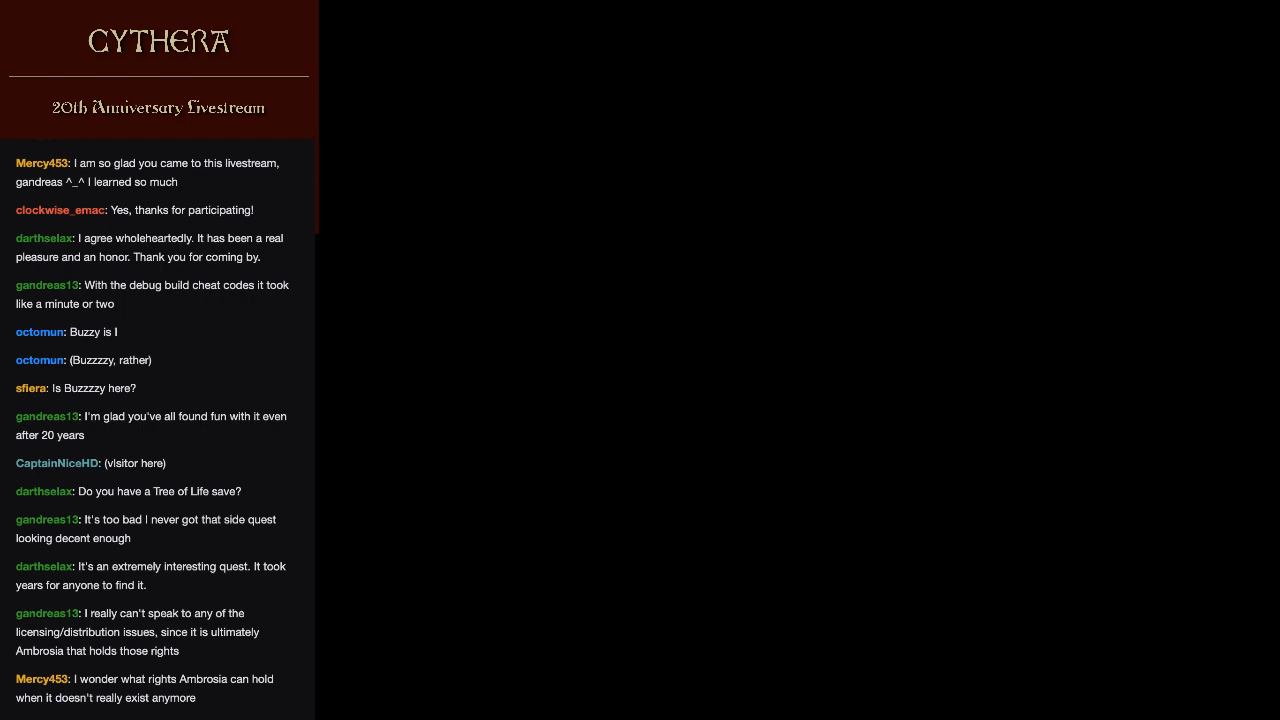 CYTHERA
20th Anniversary Livestream
Mercy453: I am so glad you came to this livestream,
gandreas ^_^ I learned so much
clockwise_emac: Yes, thanks for participating!
darthselax: I agree wholeheartedly. It has been a real
pleasure and an honor. Thank you for coming by.
gandreas13: With the debug build cheat codes it took
like a minute or two
octomun: Buzzy is I
octomun: (Buzzzzy, rather)
sfiera: Is Buzzzzy here?
gandreas13: I'm glad you've all found fun with it even
after 20 years
CaptainNiceHD: (visitor here)
darthselax: Do you have a Tree of Life save?
gandreas13: It's too bad I never got that side quest
looking decent enough
darthselax: It's an extremely interesting quest. It took
years for anyone to find it.
gandreas13: I really can't speak to any of the
licensing/distribution issues, since it is ultimately
Ambrosia that holds those rights
Mercy453: I wonder what rights Ambrosia can hold
when it doesn't really exist anymore